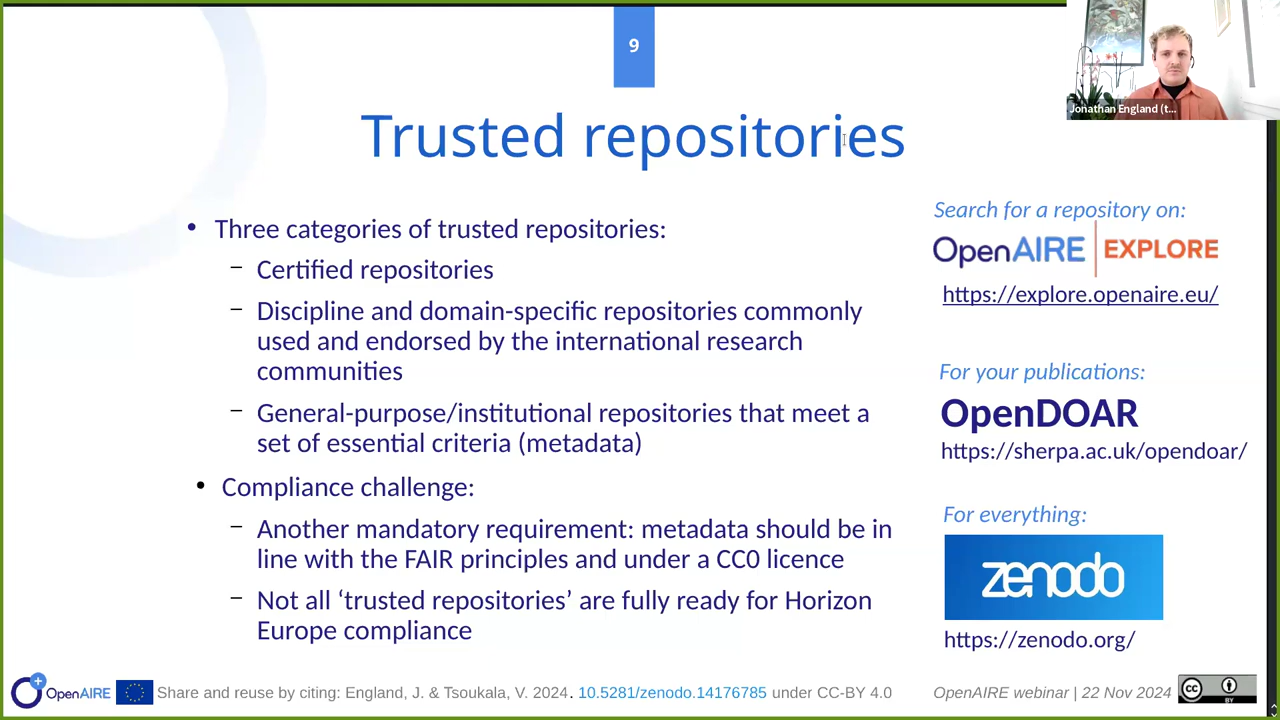 9
Jonathan England (t...
Trusted repositories
• Three categories of trusted repositories:
– Certified repositories
– Discipline and domain-specific repositories commonly
used and endorsed by the international research
communities
– General-purpose/institutional repositories that meet a
set of essential criteria (metadata)
• Compliance challenge:
– Another mandatory requirement: metadata should be in
line with the FAIR principles and under a CC0 licence
– Not all ‘trusted repositories’ are fully ready for Horizon
Europe compliance
Search for a repository on:
OpenAIRE | EXPLORE
https://explore.openaire.eu/
For your publications:
OpenDOAR
https://sherpa.ac.uk/opendoar/
For everything:
zenodo
https://zenodo.org/
OpenAIRE
Share and reuse by citing: England, J. & Tsoukala, V. 2024. 10.5281/zenodo.14176785 under CC-BY 4.0
OpenAIRE webinar | 22 Nov 2024
cc
BY